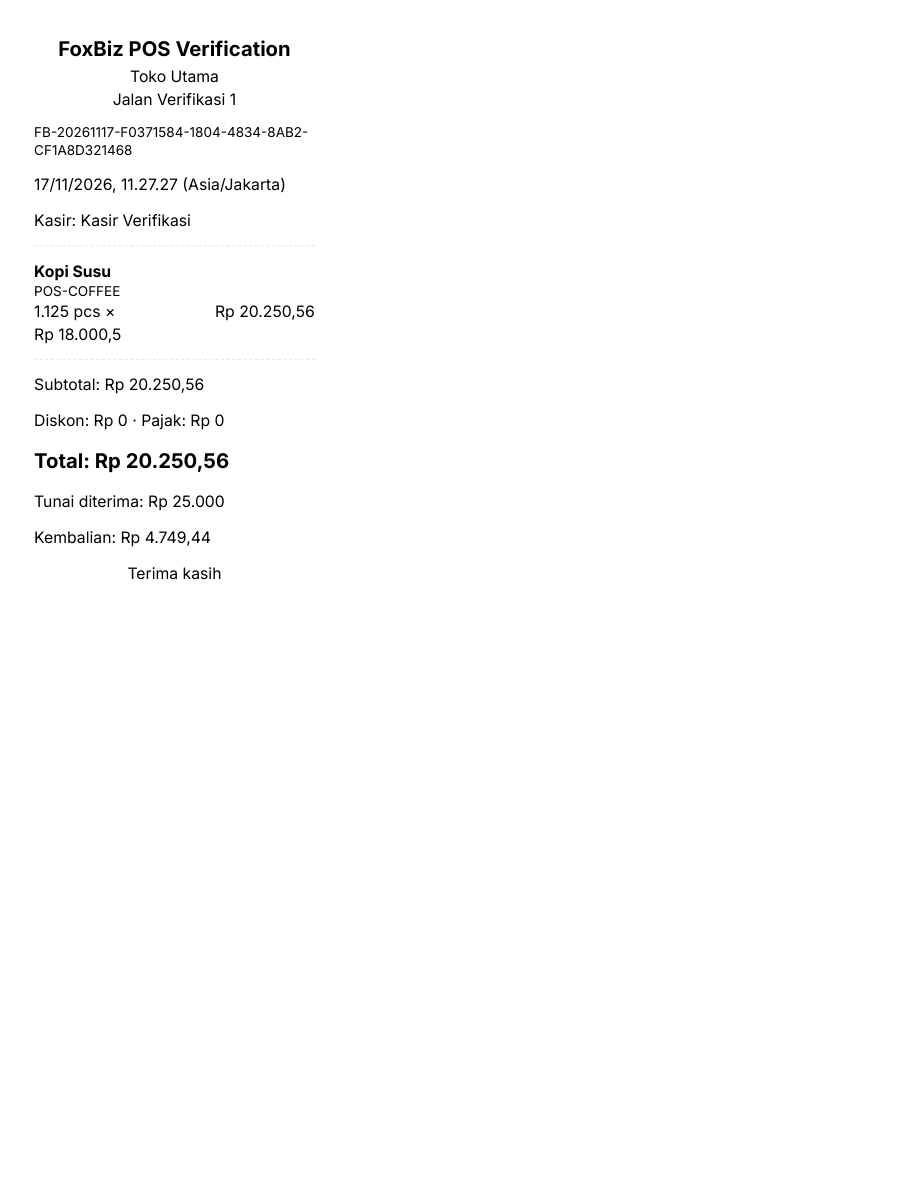 FoxBiz POS Verification
Toko Utama
Jalan Verifikasi 1
FB-20261117-F0371584-1804-4834-8AB2-
CF1A8D321468
17/11/2026, 11.27.27 (Asia/Jakarta)
Kasir: Kasir Verifikasi
Kopi Susu
POS-COFFEE
1.125 pcs × Rp 20.250,56
Rp 18.000,5
Subtotal: Rp 20.250,56
Diskon: Rp 0 · Pajak: Rp 0
Total: Rp 20.250,56
Tunai diterima: Rp 25.000
Kembalian: Rp 4.749,44
Terima kasih